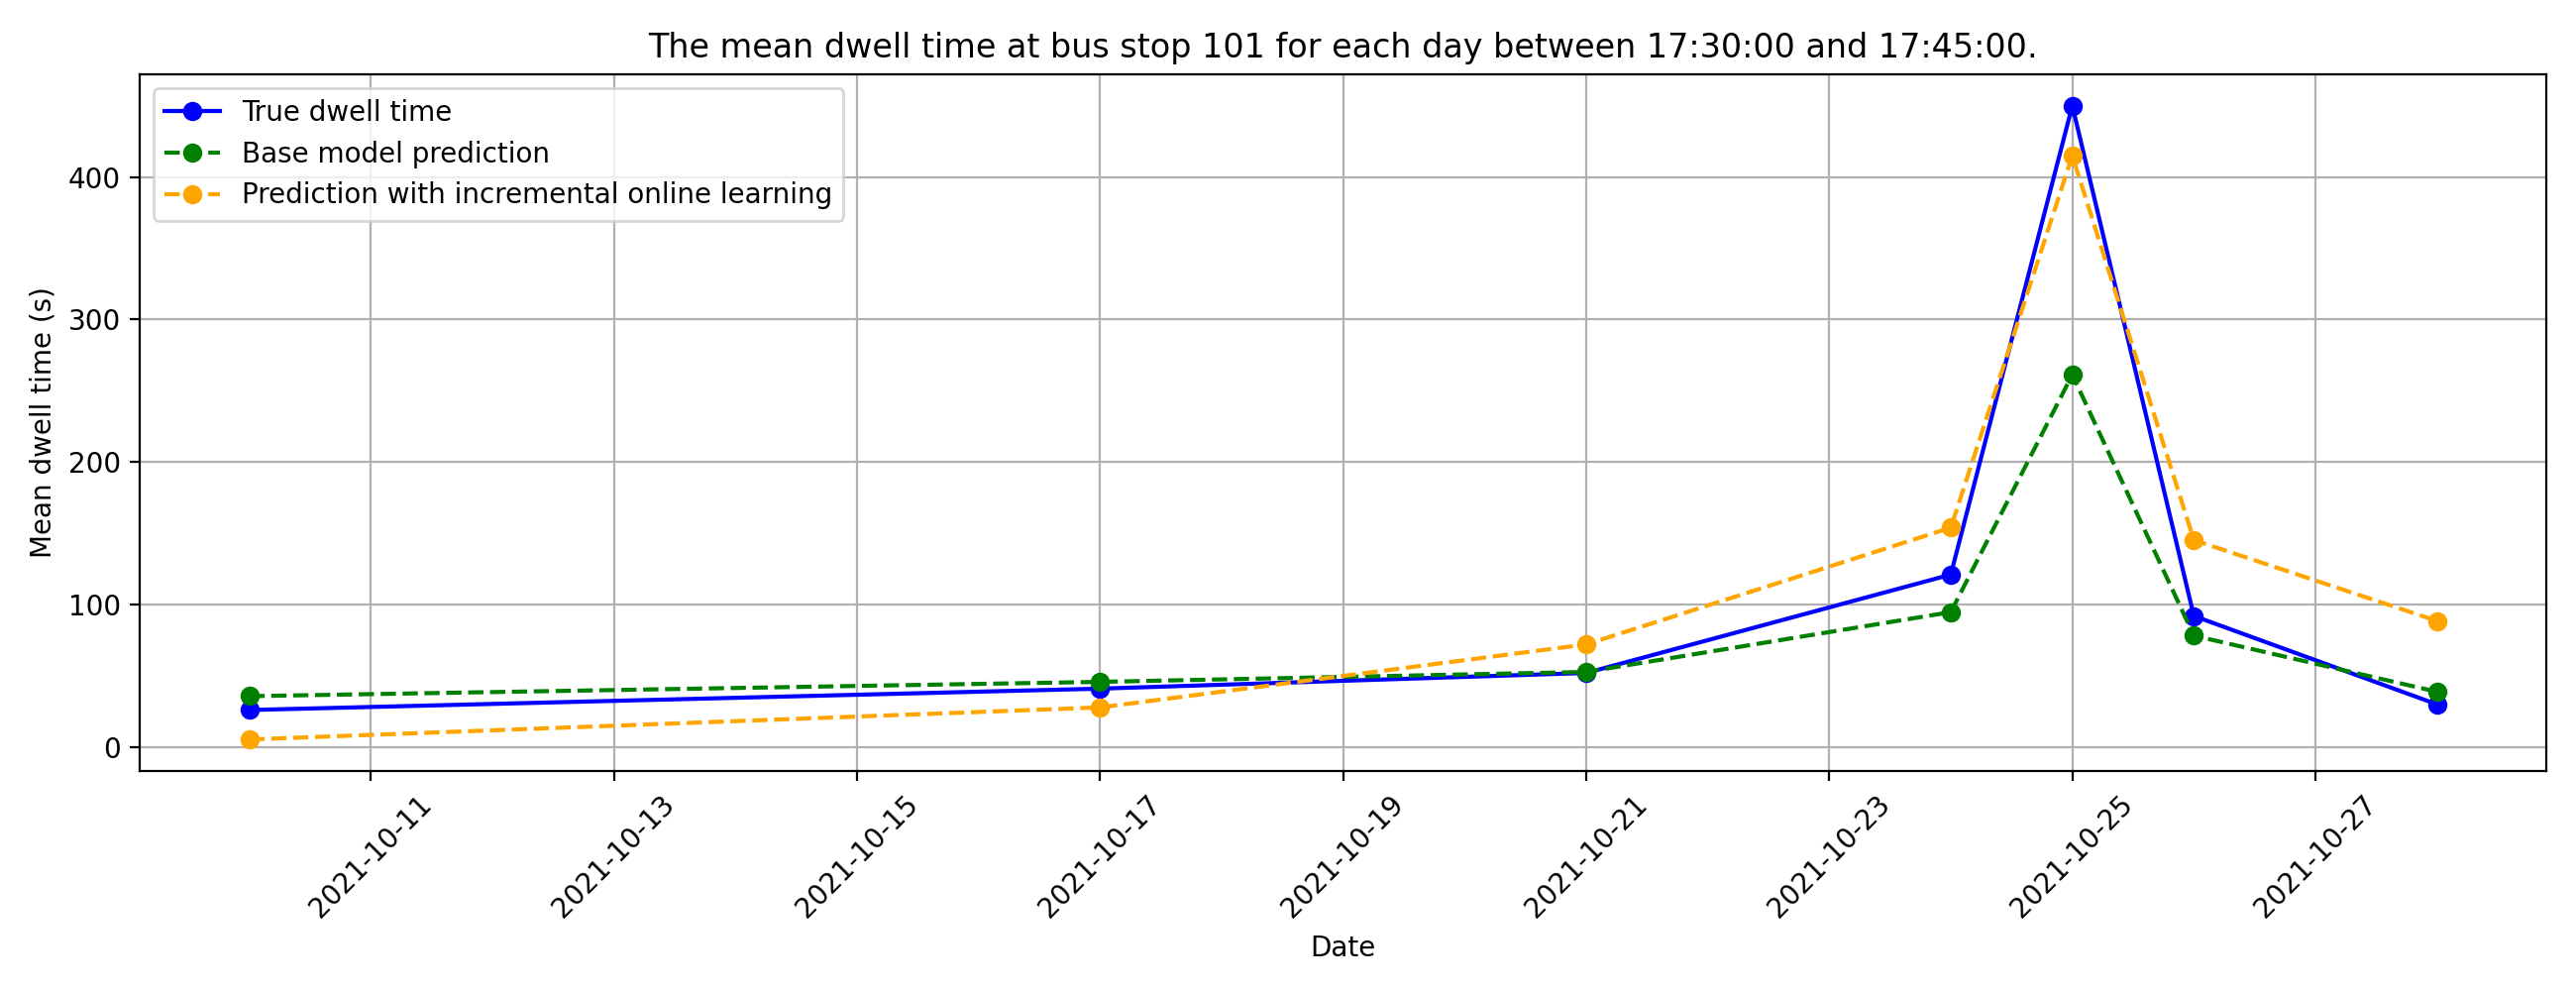 The mean dwell time at bus stop 101 for each day between 17:30:00 and 17:45:00.
True dwell time
Base model prediction
Prediction with incremental online learning
Mean dwell time (s)
400
300
200
100
0
2021-10-11
2021-10-13
2021-10-15
2021-10-17
2021-10-19
2021-10-21
2021-10-23
2021-10-25
2021-10-27
Date